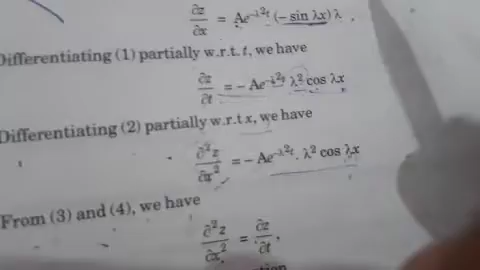 ∂z/∂x = Ae^{-λ²t} (– sin λx) λ ,
Differentiating (1) partially w.r.t. t, we have
∂z/∂t = – Ae^{-λ²t} λ² cos λx
Differentiating (2) partially w.r.t x, we have
∂²z/∂x² = – Ae^{-λ²t} . λ² cos λx
From (3) and (4), we have
∂²z/∂x² = ∂z/∂t ,